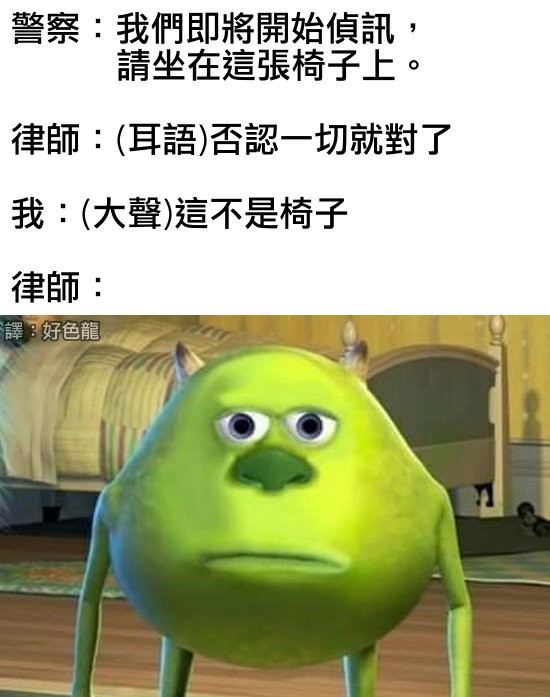 警察：我們即將開始偵訊，
請坐在這張椅子上。
律師：(耳語)否認一切就對了
我：(大聲)這不是椅子
律師：
譯：好色龍